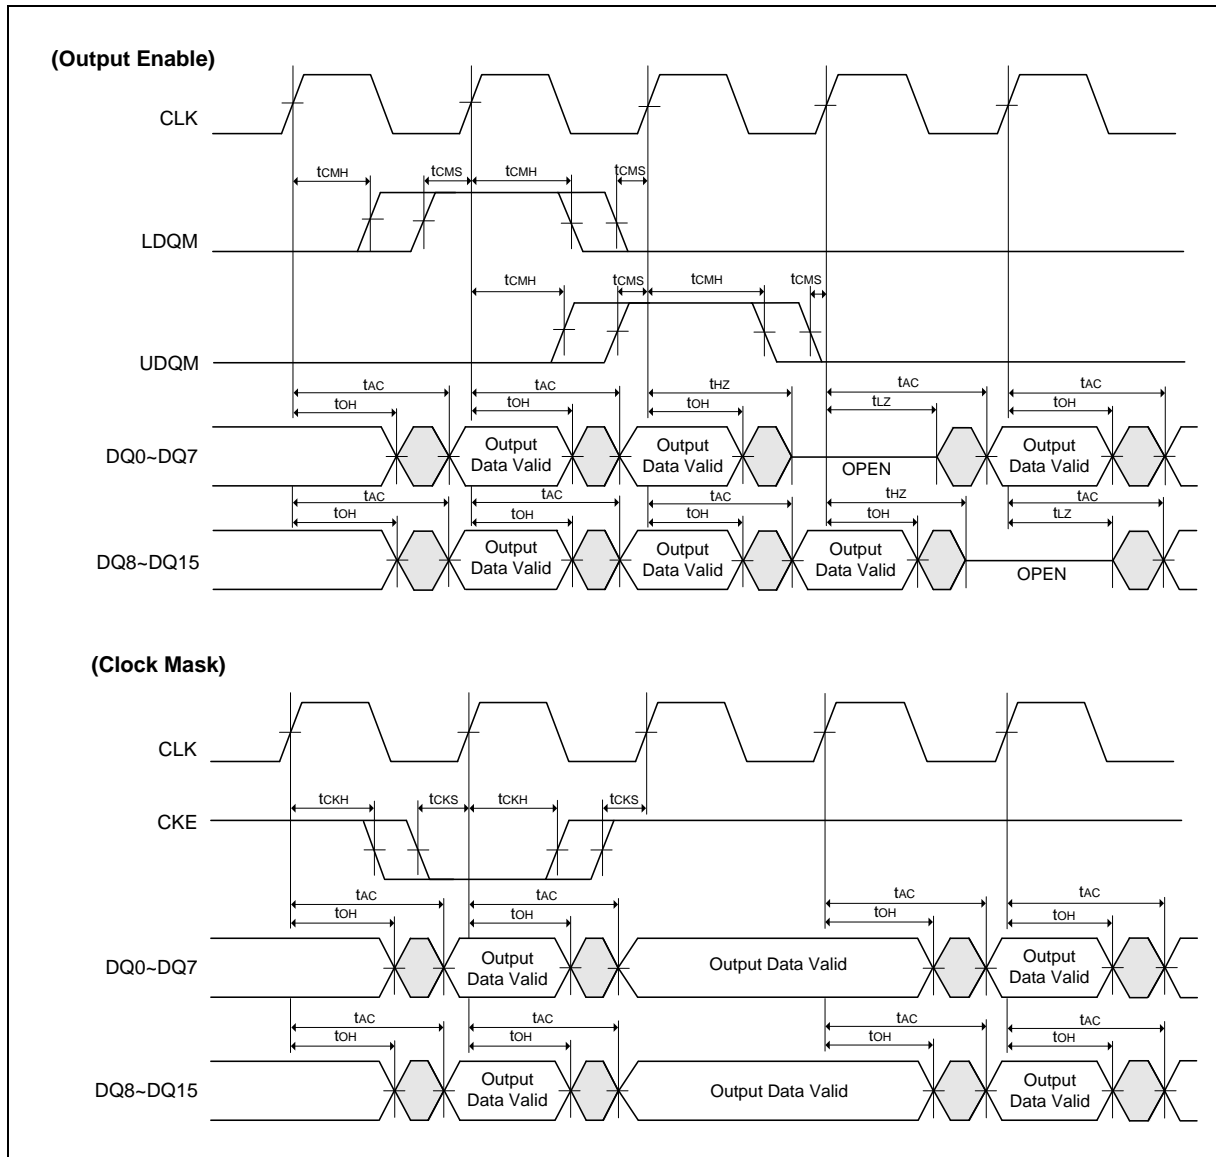 (Output Enable)
CLK
tCMH tCMS tCMH tCMS
LDQM
tCMH tCMS tCMH tCMS
UDQM
tAC tAC tHZ tAC tAC
tOH tOH tOH tLZ tOH
DQ0~DQ7
Output Data Valid
Output Data Valid
OPEN
Output Data Valid
tAC tAC tAC tHZ tAC
tOH tOH tOH tOH tLZ
DQ8~DQ15
Output Data Valid
Output Data Valid
Output Data Valid
OPEN
(Clock Mask)
CLK
tCKH tCKS tCKH tCKS
CKE
tAC tAC tAC tAC
tOH tOH tOH tOH
DQ0~DQ7
Output Data Valid
Output Data Valid
Output Data Valid
tAC tAC tAC tAC
tOH tOH tOH tOH
DQ8~DQ15
Output Data Valid
Output Data Valid
Output Data Valid